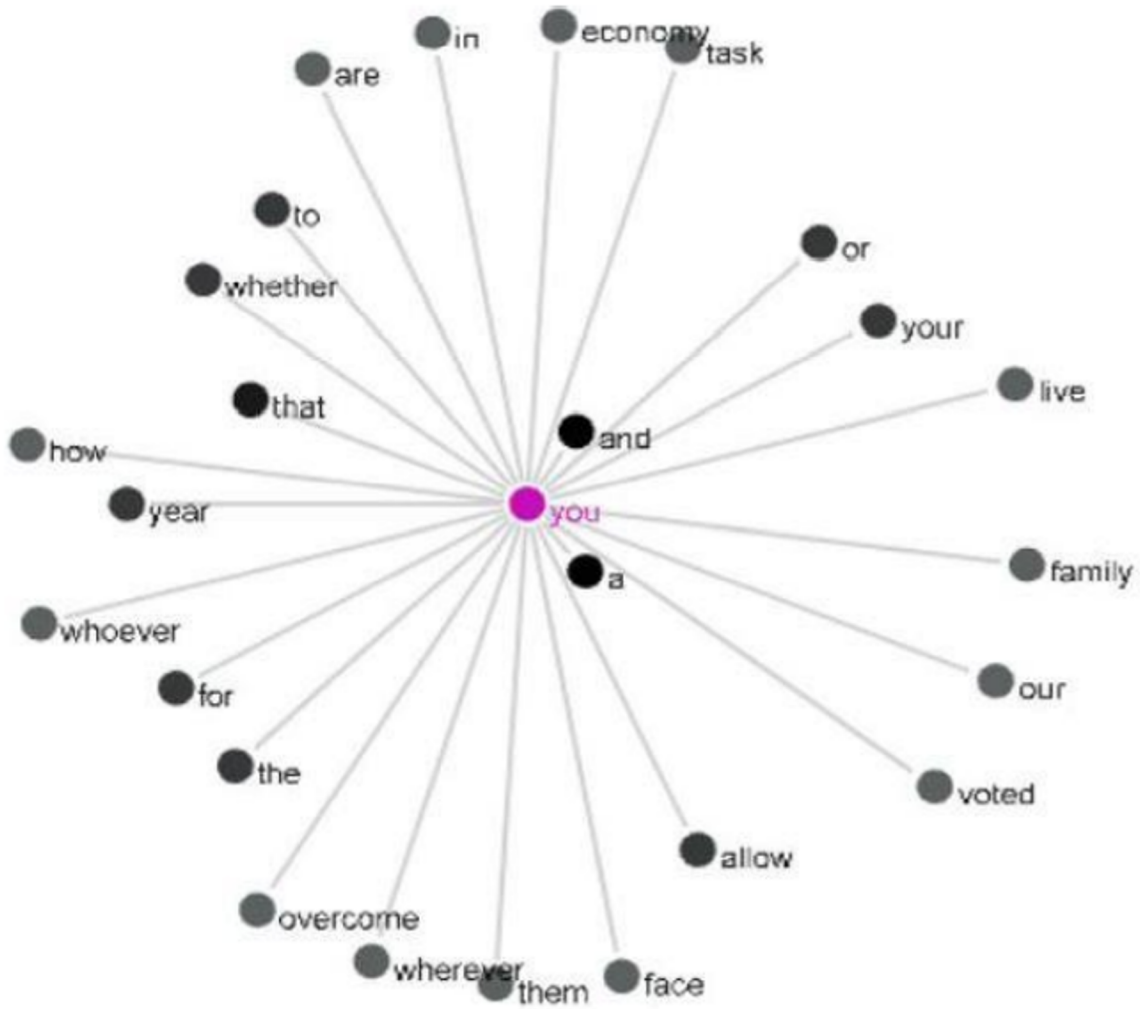 in
economy
task
are
to
or
whether
your
live
that
and
how
year
you
family
a
whoever
our
for
the
voted
allow
overcome
wherever
them
face